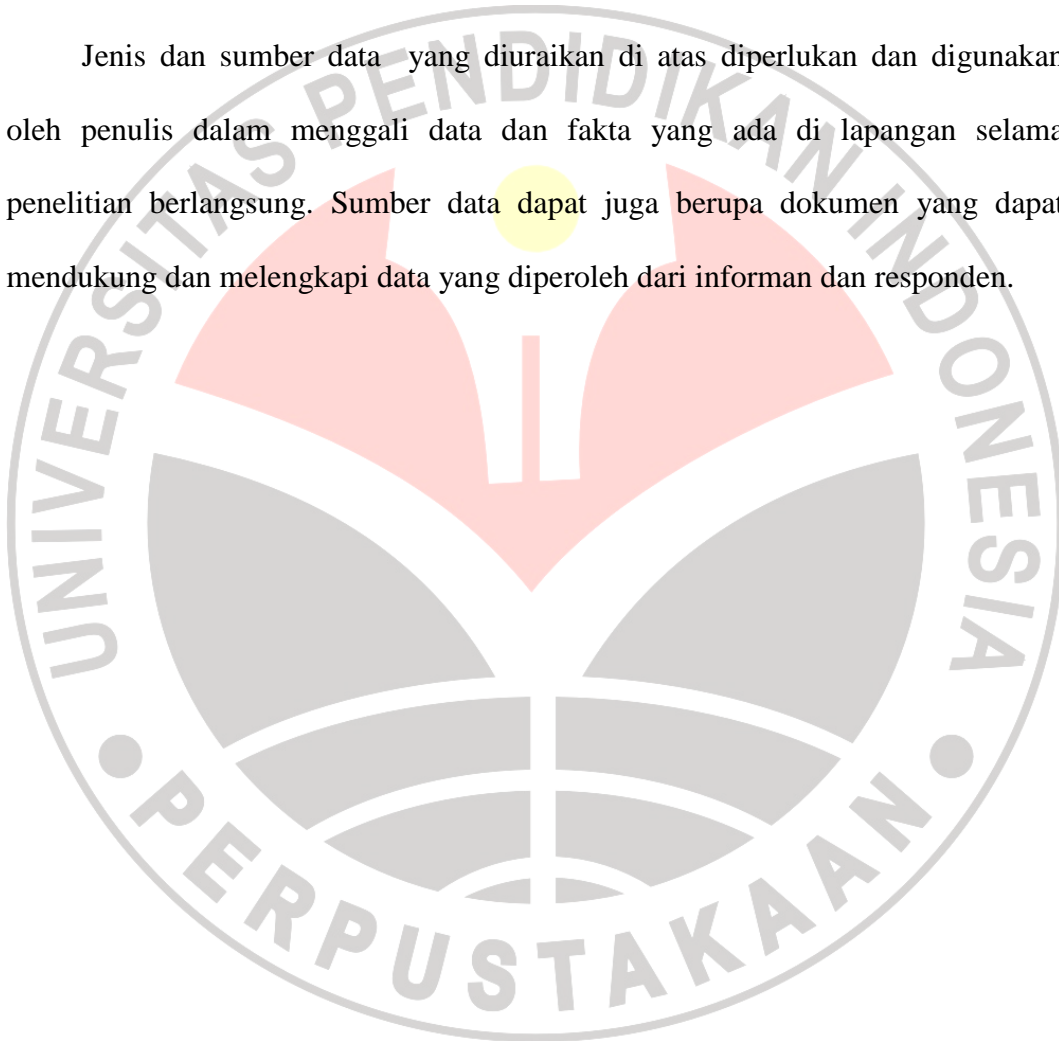 Jenis dan sumber data yang diuraikan di atas diperlukan dan digunakan
oleh penulis dalam menggali data dan fakta yang ada di lapangan selama
penelitian berlangsung. Sumber data dapat juga berupa dokumen yang dapat
mendukung dan melengkapi data yang diperoleh dari informan dan responden.
UNIVERSITAS PENDIDIKAN INDONESIA
PERPUSTAKAAN